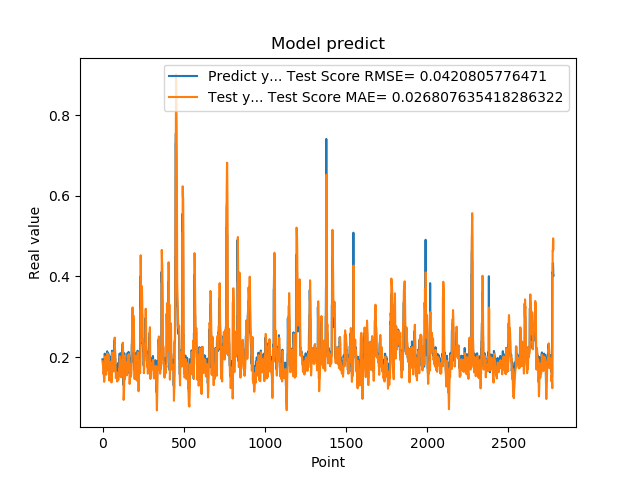 Model predict
Predict y... Test Score RMSE= 0.0420805776471
Test y... Test Score MAE= 0.026807635418286322
Real value
0.8
0.6
0.4
0.2
0
500
1000
1500
2000
2500
Point